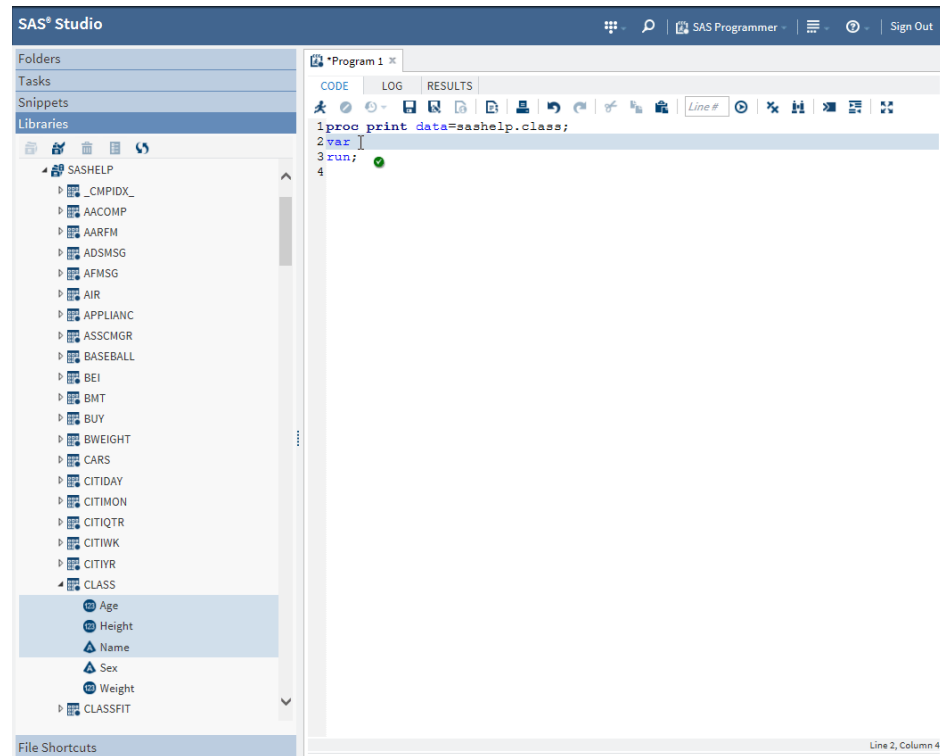 SAS® Studio
SAS Programmer
Sign Out
Folders
Tasks
Snippets
Libraries
SASHELP
_CMPIDX_
AACOMP
AARFM
ADSMSG
AFMSG
AIR
APPLIANC
ASSCMGR
BASEBALL
BEI
BMT
BUY
BWEIGHT
CARS
CITIDAY
CITIMON
CITIQTR
CITIWK
CITIYR
CLASS
123 Age
123 Height
Name
Sex
123 Weight
CLASSFIT
File Shortcuts
*Program 1
CODE LOG RESULTS
Line #
1 proc print data=sashelp.class;
2 var
3 run;
4
Line 2, Column 4